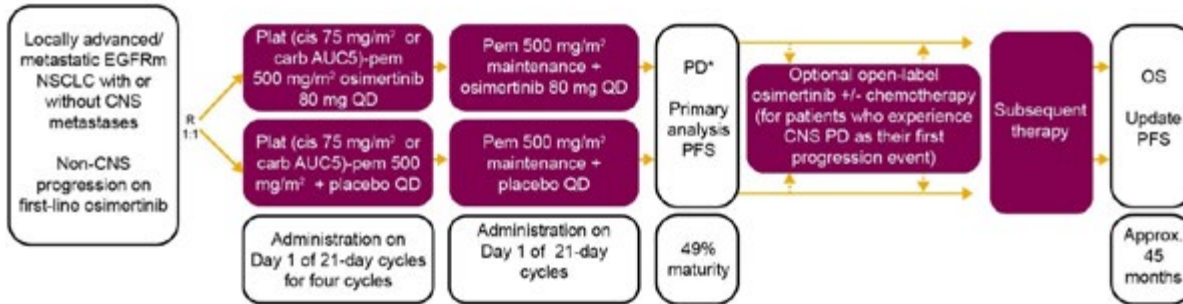 Locally advanced/
metastatic EGFRm
NSCLC with or
without CNS
metastases
Non-CNS
progression on
first-line osimertinib
R
1:1
Plat (cis 75 mg/m² or
carb AUC5)-pem
500 mg/m² osimertinib
80 mg QD
Plat (cis 75 mg/m² or
carb AUC5)-pem 500
mg/m² + placebo QD
Administration on
Day 1 of 21-day cycles
for four cycles
Pem 500 mg/m²
maintenance +
osimertinib 80 mg QD
Pem 500 mg/m²
maintenance +
placebo QD
Administration on
Day 1 of 21-day
cycles
PD*
Primary
analysis
PFS
49%
maturity
Optional open-label
osimertinib +/- chemotherapy
(for patients who experience
CNS PD as their first
progression event)
Subsequent
therapy
OS
Update
PFS
Approx.
45
months